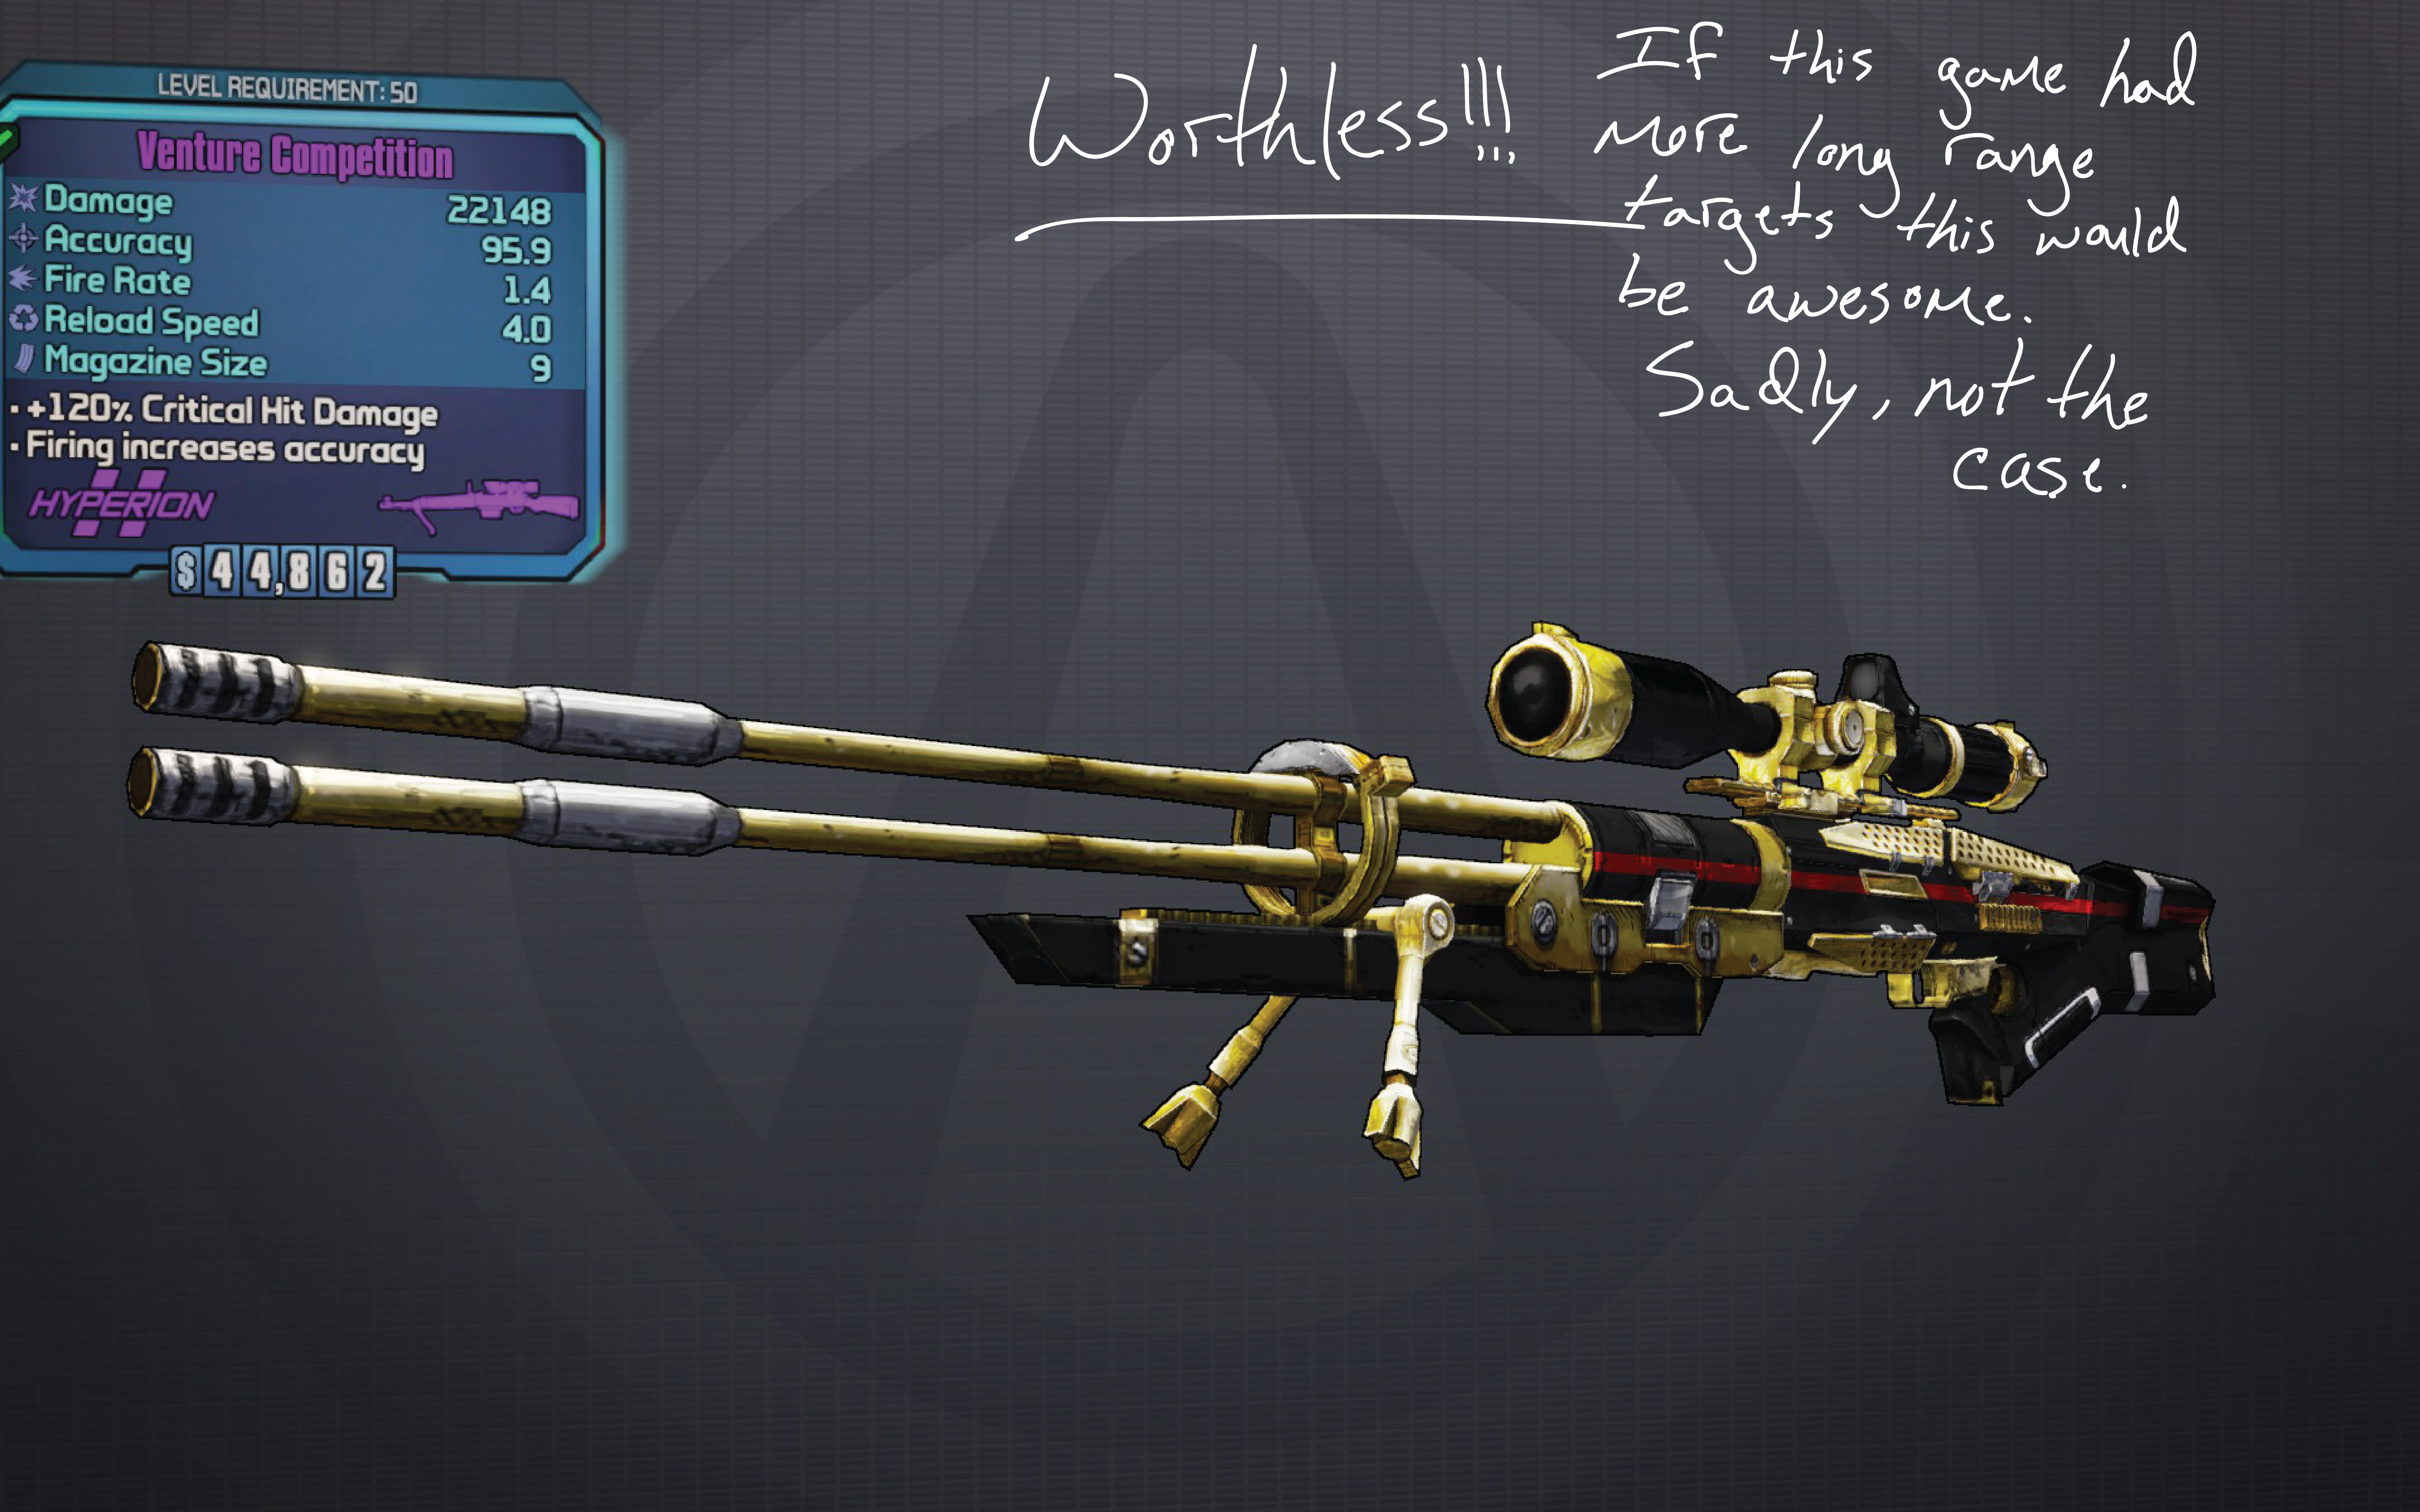 LEVEL REQUIREMENT: 50
Venture Competition
Damage 22148
Accuracy 95.9
Fire Rate 1.4
Reload Speed 4.0
Magazine Size 9
· +120% Critical Hit Damage
· Firing increases accuracy
HYPERION
$ 44,862
Worthless!!!
If this game had
more long range
targets this would
be awesome.
Sadly, not the
case.